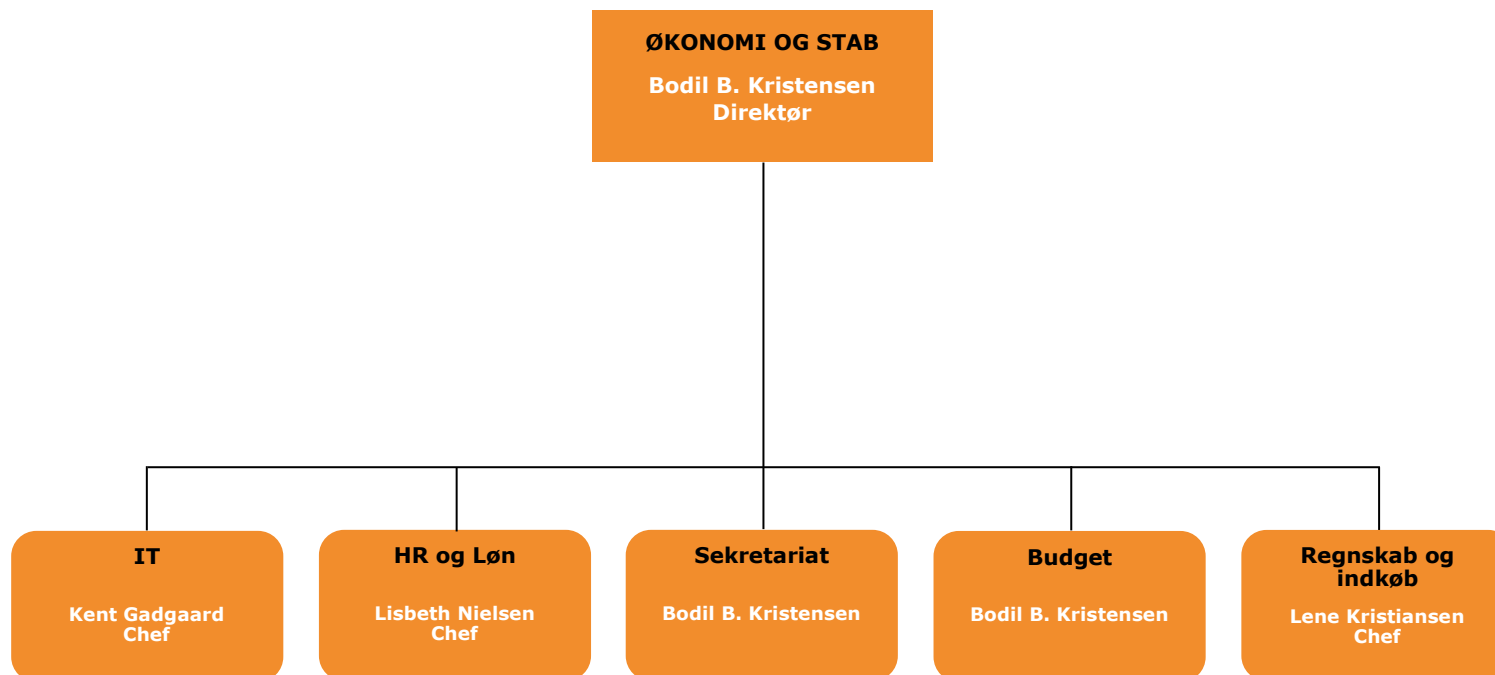 ØKONOMI OG STAB
Bodil B. Kristensen
Direktør
IT
Kent Gadgaard
Chef
HR og Løn
Lisbeth Nielsen
Chef
Sekretariat
Bodil B. Kristensen
Budget
Bodil B. Kristensen
Regnskab og
indkøb
Lene Kristiansen
Chef